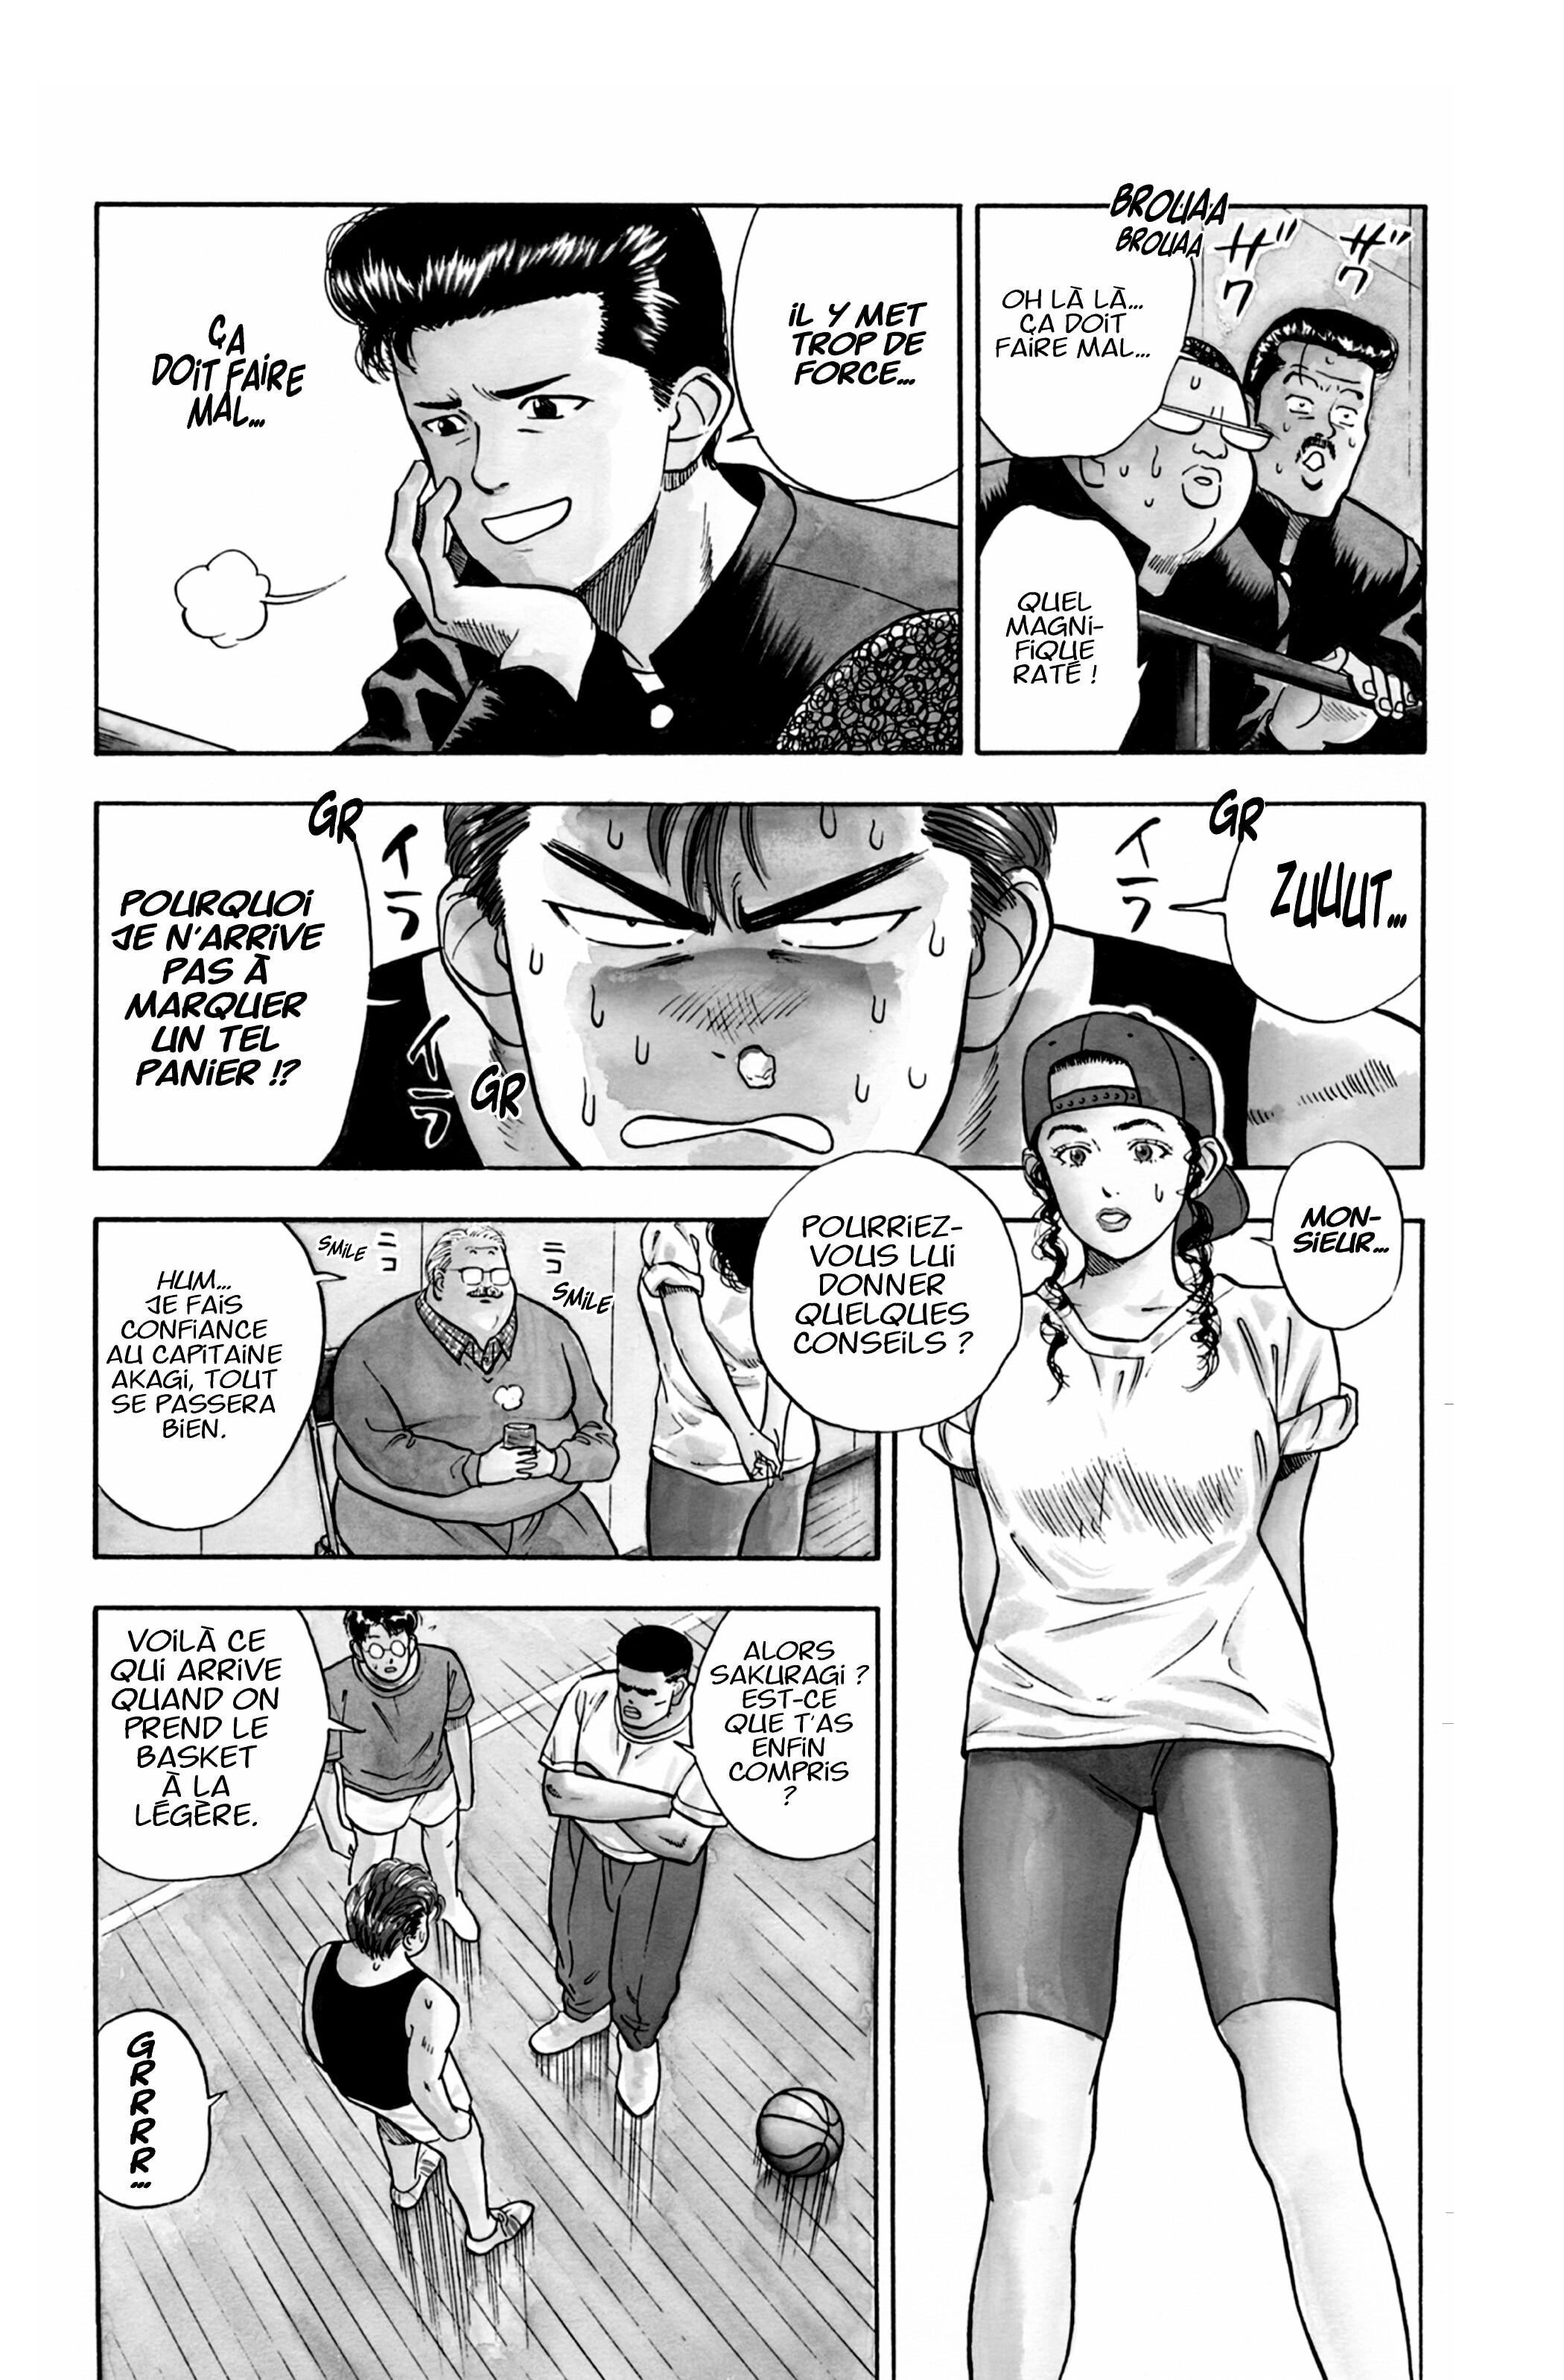 BROUAA
BROUAA
ザワ
ザワ
OH LÀ LÀ...
ÇA DOIT
FAIRE MAL...
QUEL
MAGNI-
FIQUE
RATÉ !
IL Y MET
TROP DE
FORCE...
ÇA
DOIT FAIRE
MAL...
GR
ZUUUT...
イラ
GR
イラ
POURQUOI
JE N'ARRIVE
PAS À
MARQUER
UN TEL
PANIER !?
イラ
GR
MON-
SIEUR...
POURRIEZ-
VOUS LUI
DONNER
QUELQUES
CONSEILS ?
SMILE
ニコ
ニコ
SMILE
HUM...
JE FAIS
CONFIANCE
AU CAPITAINE
AKAGI, TOUT
SE PASSERA
BIEN.
ALORS
SAKURAGI ?
EST-CE
QUE T'AS
ENFIN
COMPRIS
?
VOILÀ CE
QUI ARRIVE
QUAND ON
PREND LE
BASKET
À LA
LÉGÈRE.
GRRRR...